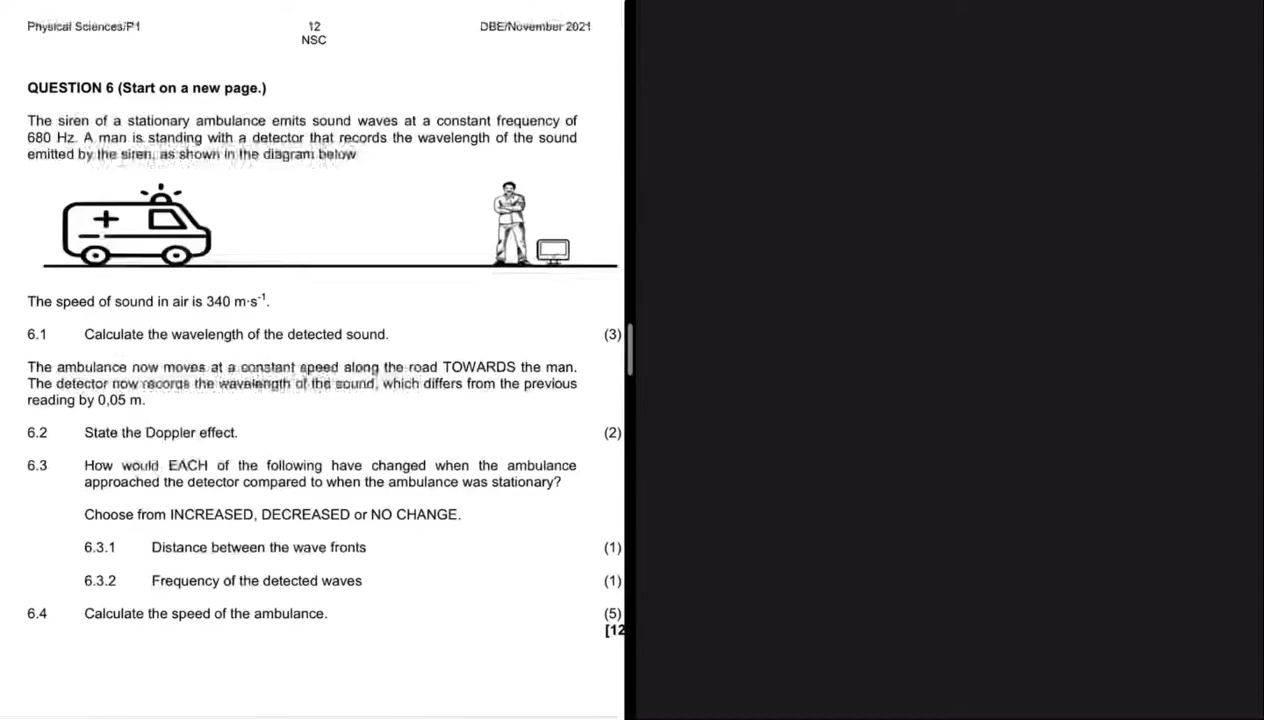 Physical Sciences/P1 12 DBE/November 2021
NSC
QUESTION 6 (Start on a new page.)
The siren of a stationary ambulance emits sound waves at a constant frequency of
680 Hz. A man is standing with a detector that records the wavelength of the sound
emitted by the siren, as shown in the diagram below
The speed of sound in air is 340 m·s⁻¹.
6.1 Calculate the wavelength of the detected sound. (3)
The ambulance now moves at a constant speed along the road TOWARDS the man.
The detector now records the wavelength of the sound, which differs from the previous
reading by 0,05 m.
6.2 State the Doppler effect. (2)
6.3 How would EACH of the following have changed when the ambulance
approached the detector compared to when the ambulance was stationary?
Choose from INCREASED, DECREASED or NO CHANGE.
6.3.1 Distance between the wave fronts (1)
6.3.2 Frequency of the detected waves (1)
6.4 Calculate the speed of the ambulance. (5)
[12